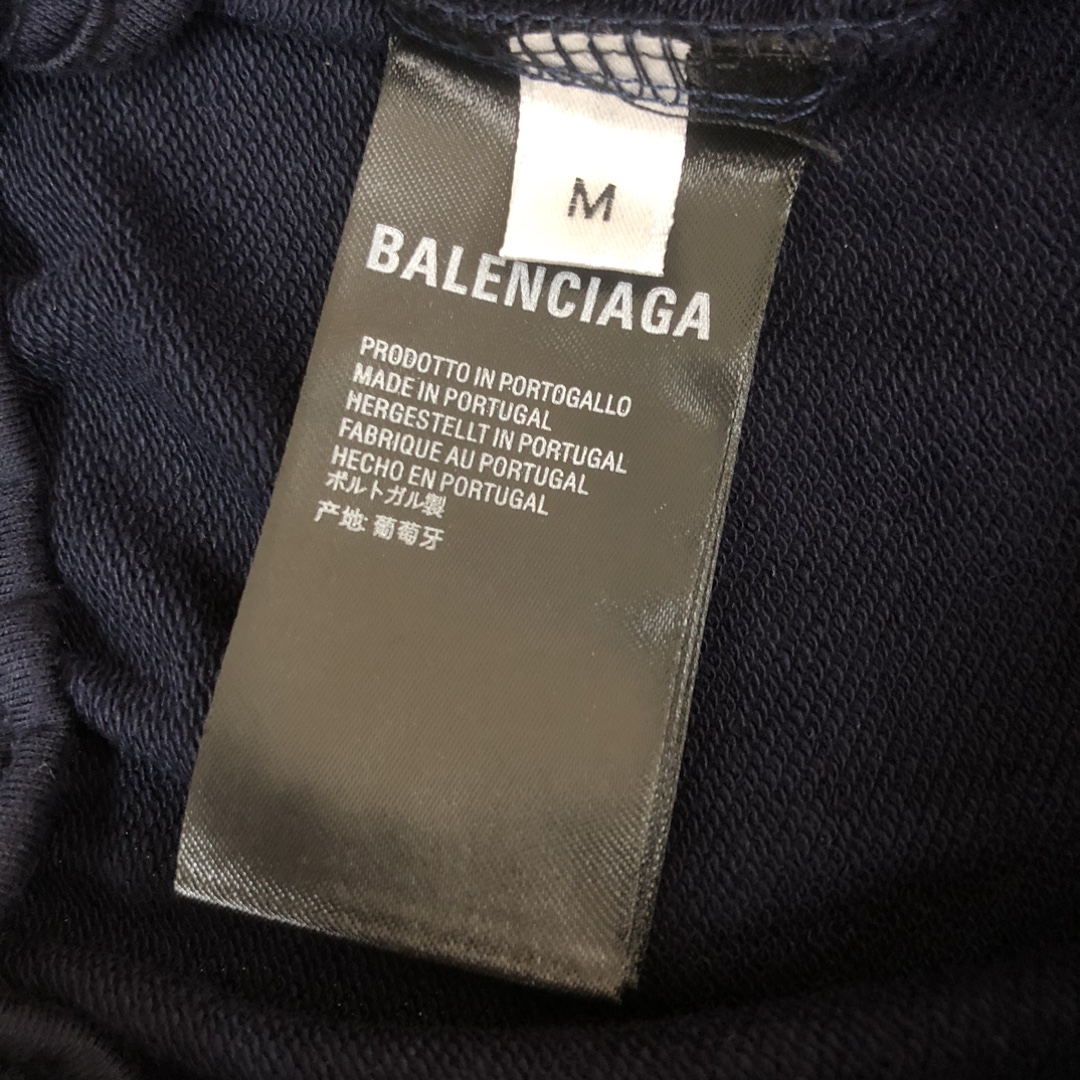 M
BALENCIAGA
PRODOTTO IN PORTOGALLO
MADE IN PORTUGAL
HERGESTELLT IN PORTUGAL
FABRIQUE AU PORTUGAL
HECHO EN PORTUGAL
ポルトガル製
产地:葡萄牙